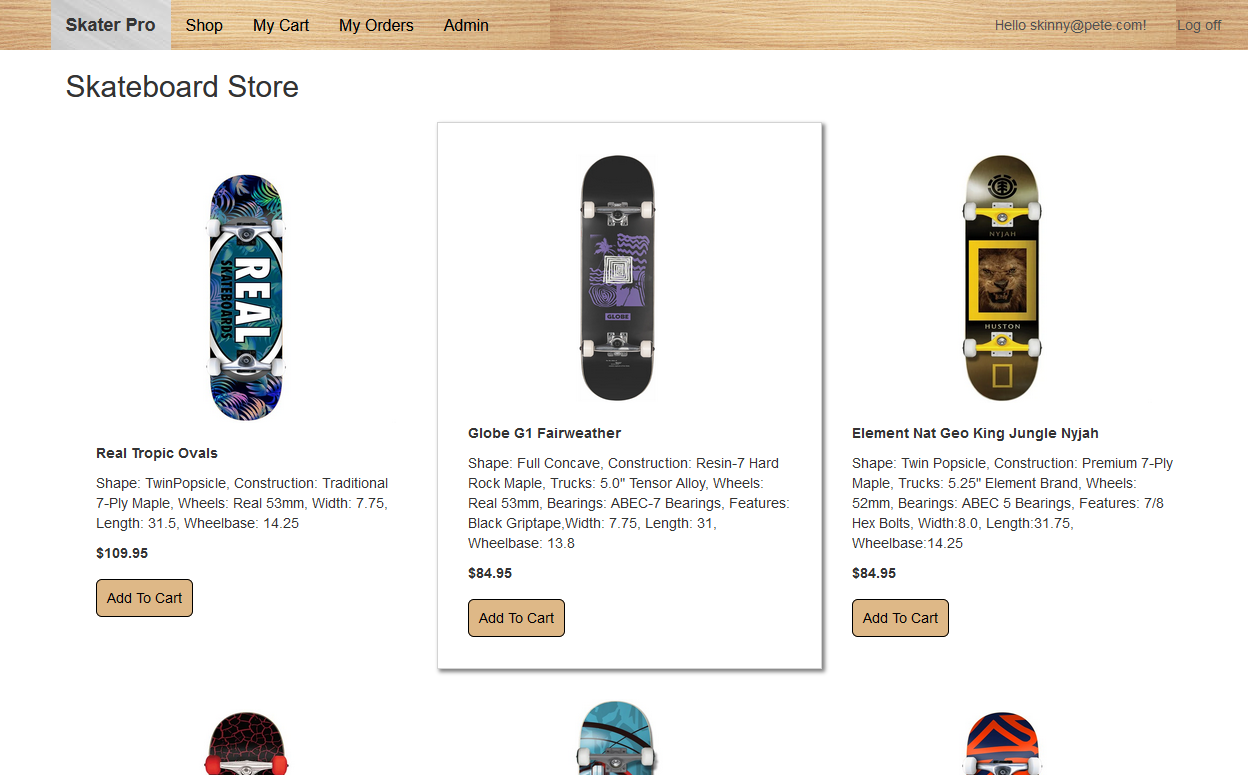 Skater Pro Shop My Cart My Orders Admin Hello skinny@pete.com! Log off
Skateboard Store
REAL
SKATEBOARDS
Real Tropic Ovals
Shape: TwinPopsicle, Construction: Traditional
7-Ply Maple, Wheels: Real 53mm, Width: 7.75,
Length: 31.5, Wheelbase: 14.25
$109.95
Add To Cart
GLOBE
Globe G1 Fairweather
Shape: Full Concave, Construction: Resin-7 Hard
Rock Maple, Trucks: 5.0" Tensor Alloy, Wheels:
Real 53mm, Bearings: ABEC-7 Bearings, Features:
Black Griptape,Width: 7.75, Length: 31,
Wheelbase: 13.8
$84.95
Add To Cart
NYJAH
HUSTON
Element Nat Geo King Jungle Nyjah
Shape: Twin Popsicle, Construction: Premium 7-Ply
Maple, Trucks: 5.25" Element Brand, Wheels:
52mm, Bearings: ABEC 5 Bearings, Features: 7/8
Hex Bolts, Width:8.0, Length:31.75,
Wheelbase:14.25
$84.95
Add To Cart